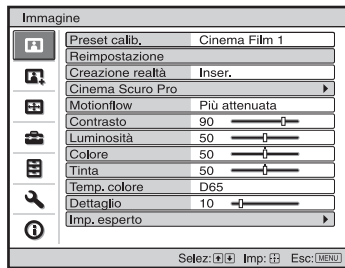 Immagine
Preset calib. Cinema Film 1
Reimpostazione
Creazione realtà Inser.
Cinema Scuro Pro
Motionflow Più attenuata
Contrasto 90
Luminosità 50
Colore 50
Tinta 50
Temp. colore D65
Dettaglio 10
Imp. esperto
Selez: Imp: Esc: MENU